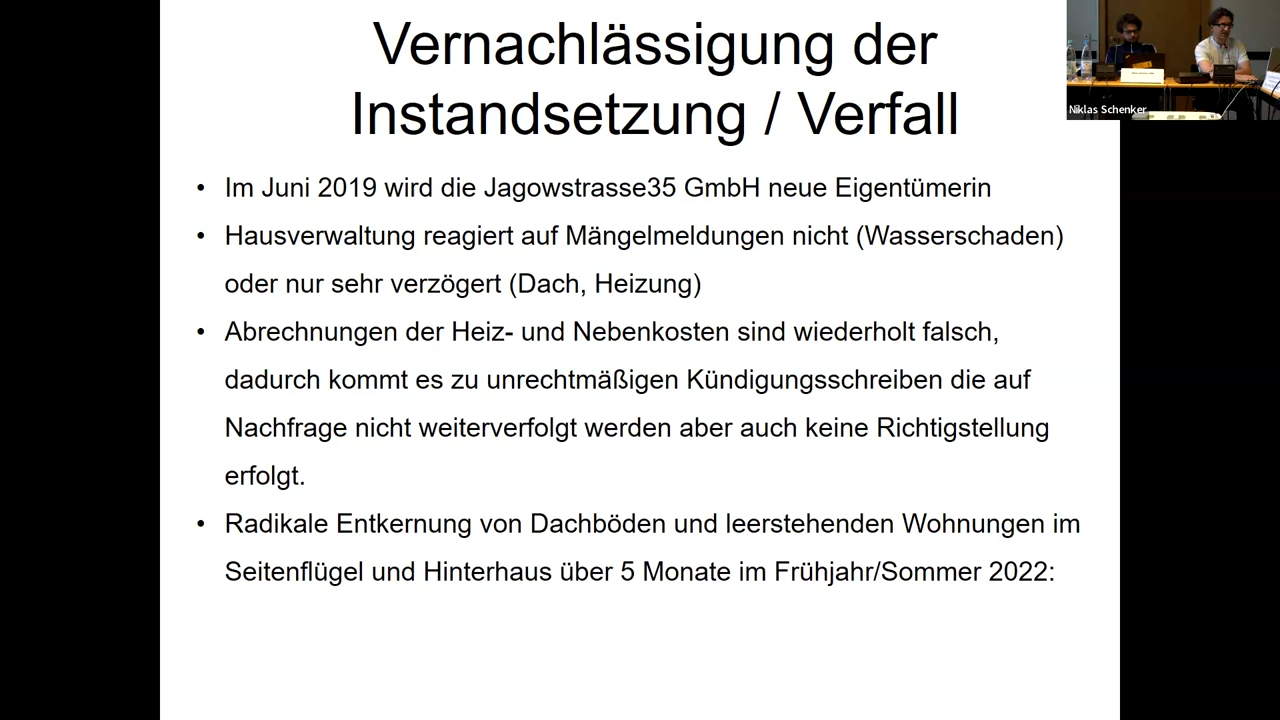 Vernachlässigung der
Instandsetzung / Verfall
Niklas Schenker
• Im Juni 2019 wird die Jagowstrasse35 GmbH neue Eigentümerin
• Hausverwaltung reagiert auf Mängelmeldungen nicht (Wasserschaden)
oder nur sehr verzögert (Dach, Heizung)
• Abrechnungen der Heiz- und Nebenkosten sind wiederholt falsch,
dadurch kommt es zu unrechtmäßigen Kündigungsschreiben die auf
Nachfrage nicht weiterverfolgt werden aber auch keine Richtigstellung
erfolgt.
• Radikale Entkernung von Dachböden und leerstehenden Wohnungen im
Seitenflügel und Hinterhaus über 5 Monate im Frühjahr/Sommer 2022: